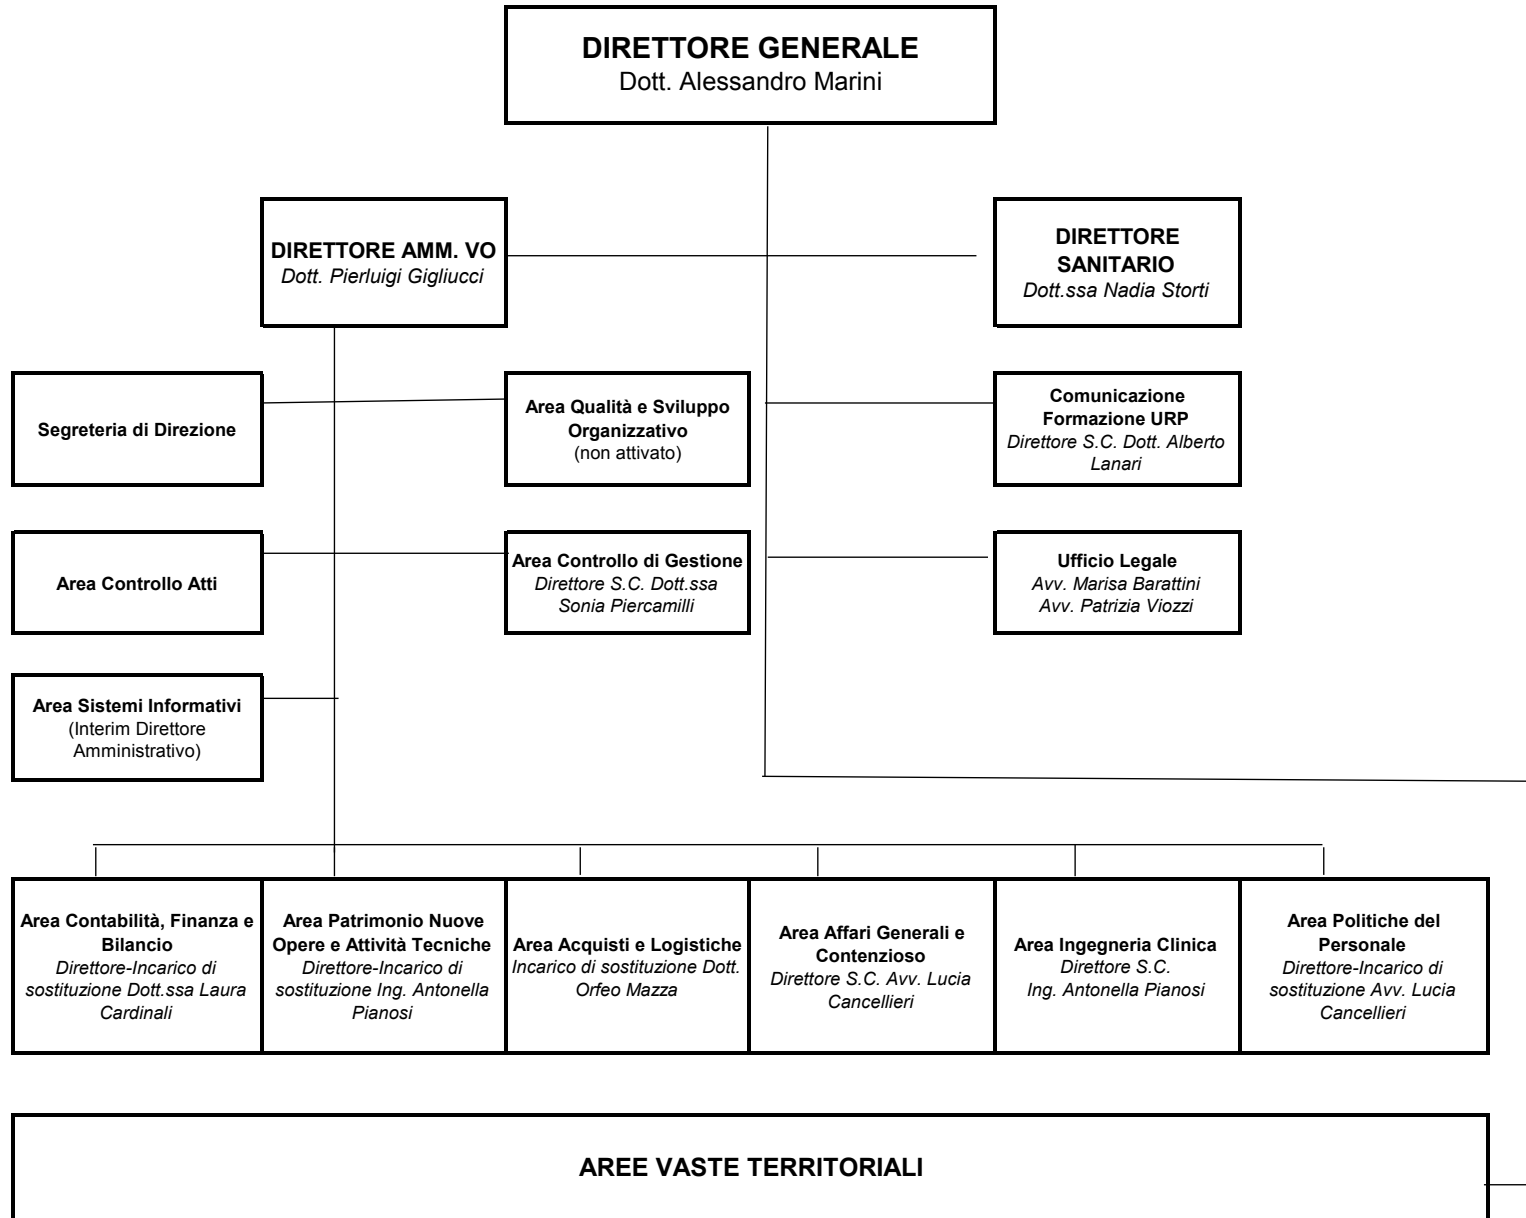 DIRETTORE GENERALE
Dott. Alessandro Marini
DIRETTORE AMM. VO
Dott. Pierluigi Gigliucci
DIRETTORE
SANITARIO
Dott.ssa Nadia Storti
Segreteria di Direzione
Area Qualità e Sviluppo
Organizzativo
(non attivato)
Comunicazione
Formazione URP
Direttore S.C. Dott. Alberto
Lanari
Area Controllo Atti
Area Controllo di Gestione
Direttore S.C. Dott.ssa
Sonia Piercamilli
Ufficio Legale
Avv. Marisa Barattini
Avv. Patrizia Viozzi
Area Sistemi Informativi
(Interim Direttore
Amministrativo)
Area Contabilità, Finanza e
Bilancio
Direttore-Incarico di
sostituzione Dott.ssa Laura
Cardinali
Area Patrimonio Nuove
Opere e Attività Tecniche
Direttore-Incarico di
sostituzione Ing. Antonella
Pianosi
Area Acquisti e Logistiche
Incarico di sostituzione Dott.
Orfeo Mazza
Area Affari Generali e
Contenzioso
Direttore S.C. Avv. Lucia
Cancellieri
Area Ingegneria Clinica
Direttore S.C.
Ing. Antonella Pianosi
Area Politiche del
Personale
Direttore-Incarico di
sostituzione Avv. Lucia
Cancellieri
AREE VASTE TERRITORIALI